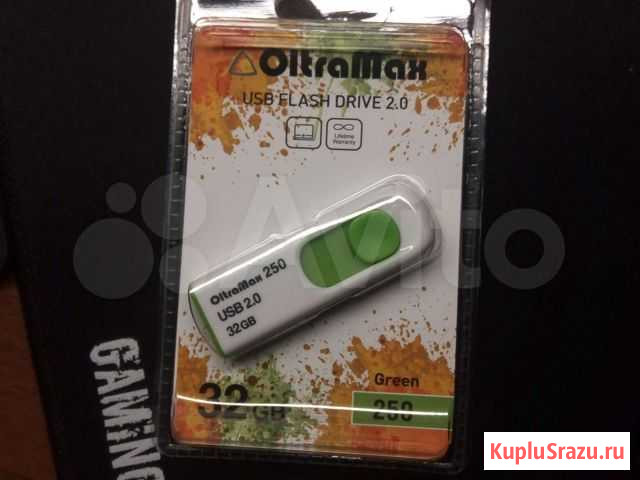 OltraMax
USB FLASH DRIVE 2.0
Lifetime
Warranty
OltraMax 250
USB 2.0
32GB
Avito
GAMING
Green
32GB
250
KupluSrazu.ru